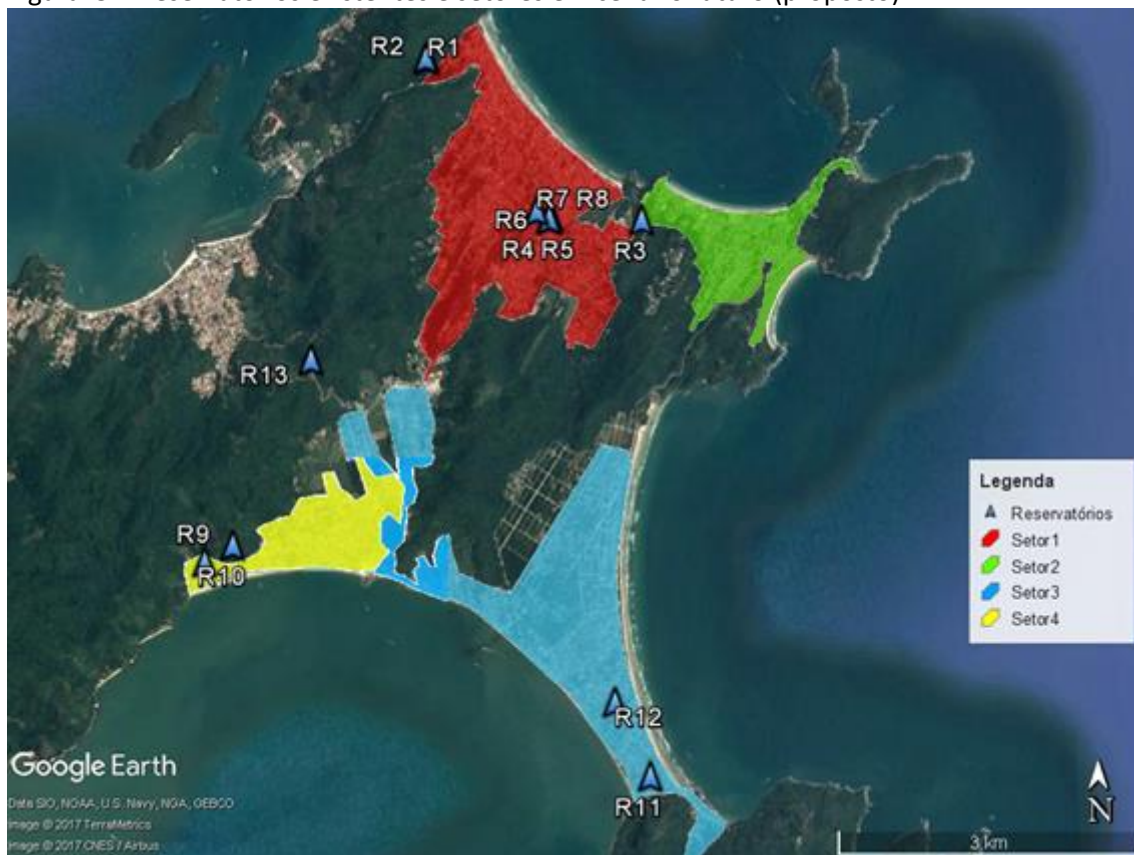 R2 R1
R7 R8
R6
R4 R5
R3
R13
R9
R10
R12
R11
Legenda
Reservatórios
Setor1
Setor2
Setor3
Setor4
Google Earth
Data SIO, NOAA, U.S. Navy, NGA, GEBCO
Image © 2017 TerraMetrics
Image © 2017 CNES / Airbus
N
3 km